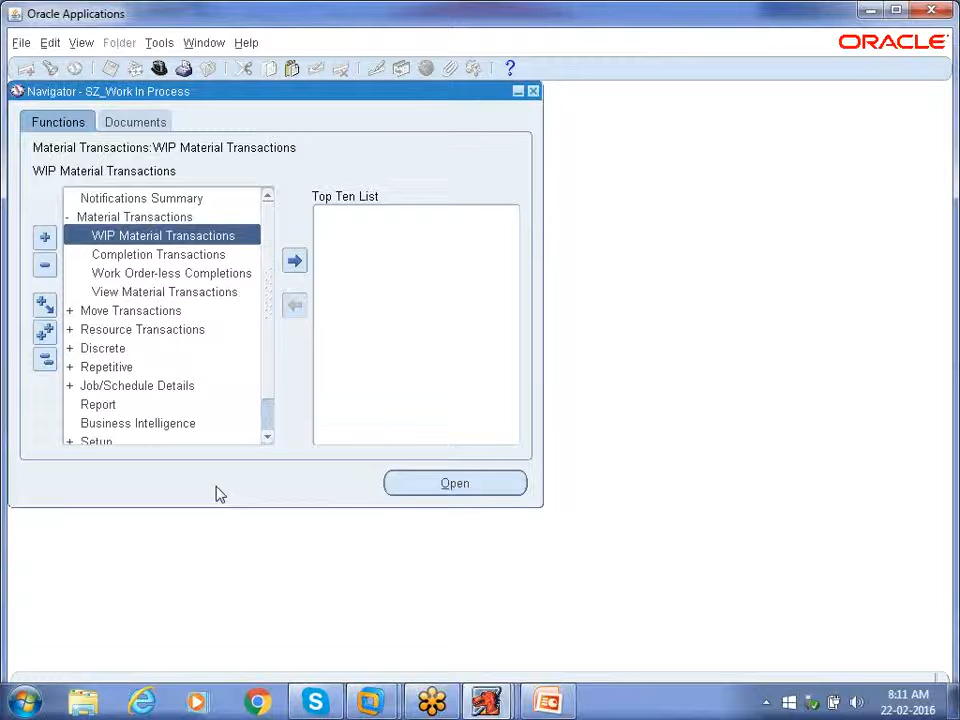 Oracle Applications
File Edit View Folder Tools Window Help
ORACLE
Navigator - SZ_Work In Process
Functions Documents
Material Transactions:WIP Material Transactions
WIP Material Transactions
Top Ten List
Notifications Summary
- Material Transactions
WIP Material Transactions
Completion Transactions
Work Order-less Completions
View Material Transactions
+ Move Transactions
+ Resource Transactions
+ Discrete
+ Repetitive
+ Job/Schedule Details
Report
Business Intelligence
+ Setup
Open
8:11 AM
22-02-2016